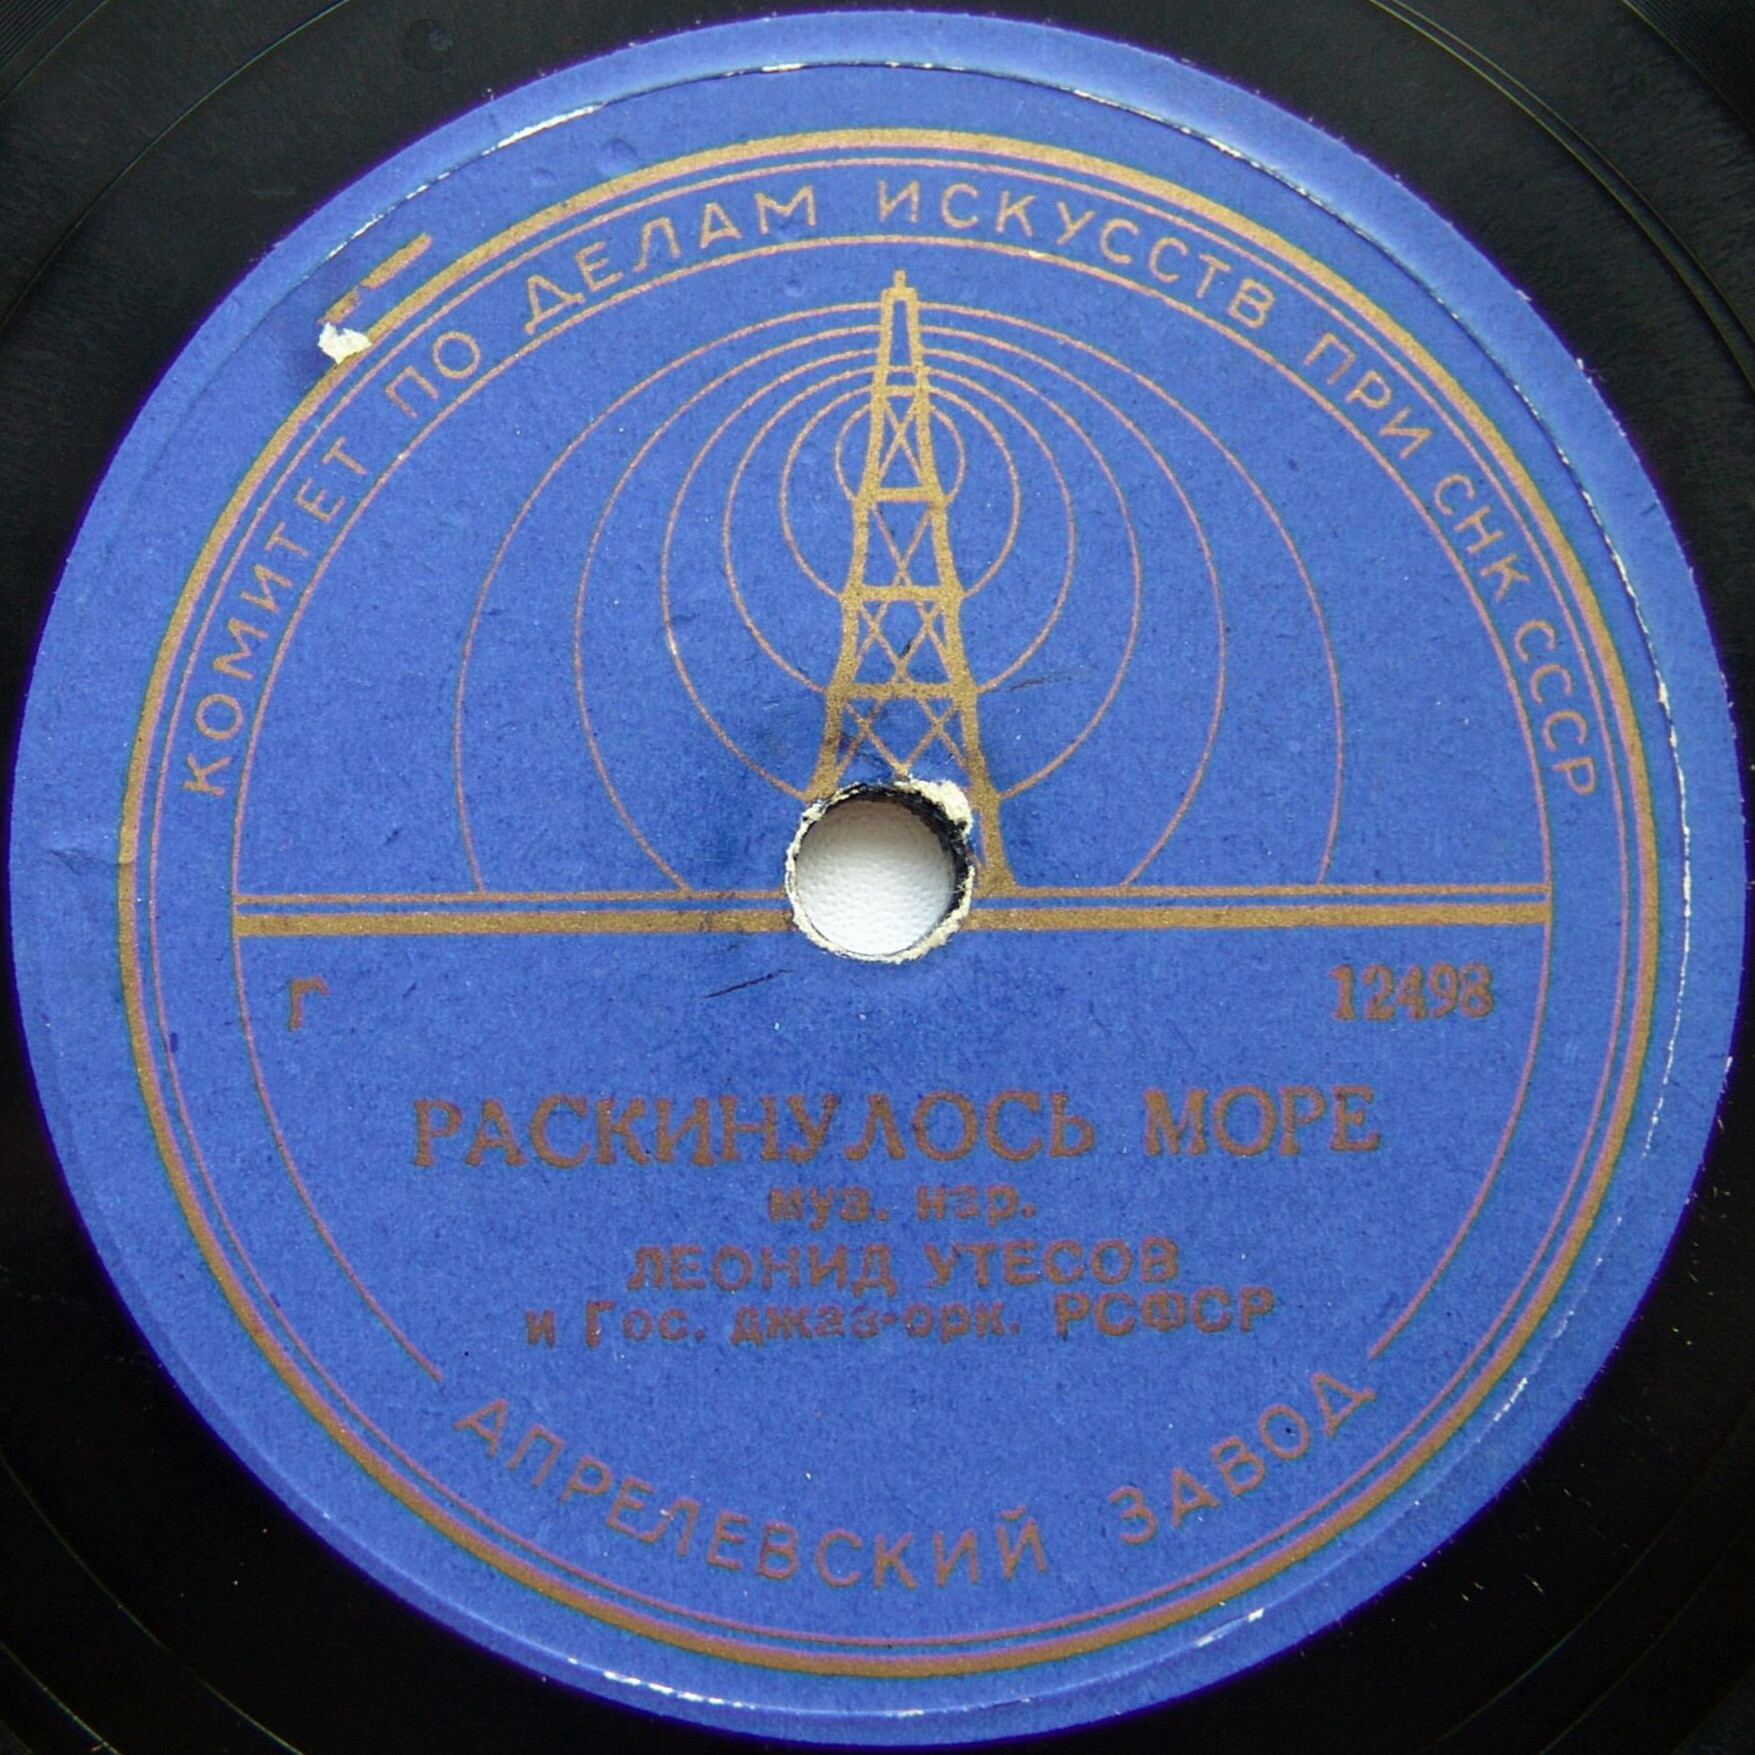 КОМИТЕТ ПО ДЕЛАМ ИСКУССТВ ПРИ СНК СССР
Г
12498
РАСКИНУЛОСЬ МОРЕ
муз. нар.
ЛЕОНИД УТЕСОВ
и Гос. джаз-орк. РСФСР
АПРЕЛЕВСКИЙ ЗАВОД